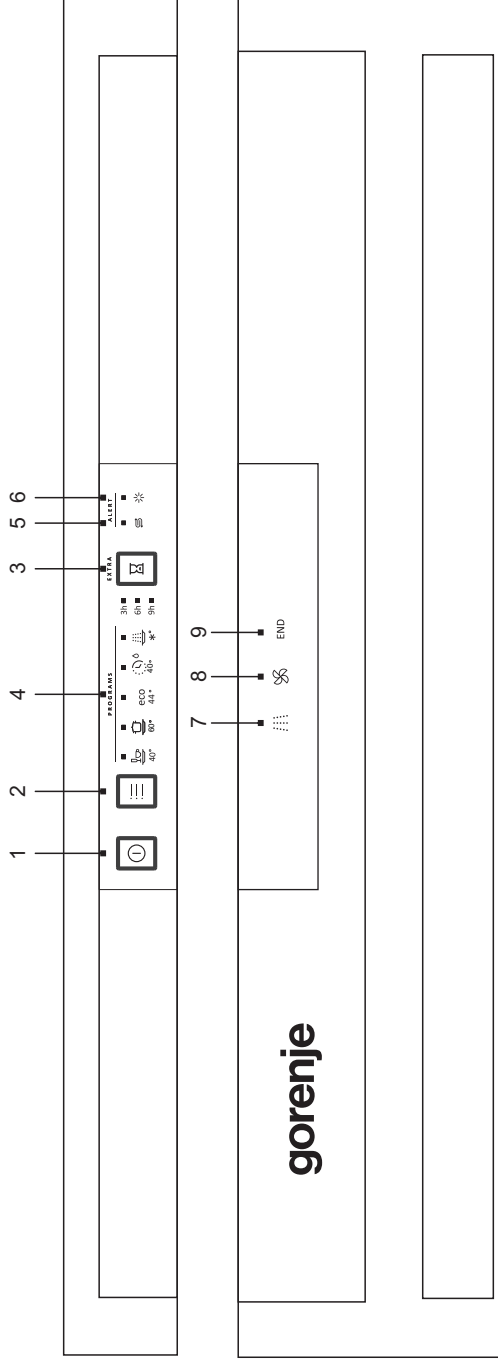 1 2 4 3 5 6
PROGRAMS EXTRA ALERT
40° 60° eco 44° 40' *°
3h
6h
9h
7 8 9
END
gorenje